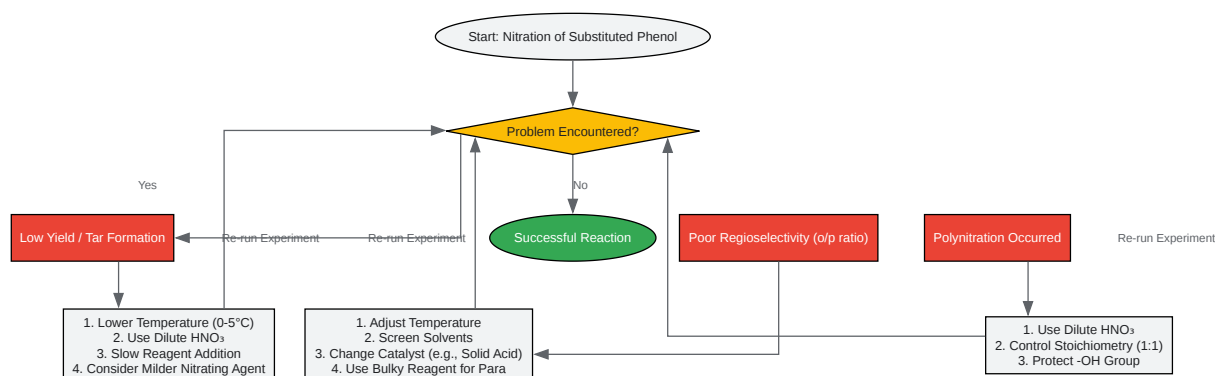 Start: Nitration of Substituted Phenol
Problem Encountered?
Yes
No
Low Yield / Tar Formation
Re-run Experiment
Re-run Experiment
Successful Reaction
Poor Regioselectivity (o/p ratio)
Polynitration Occurred
Re-run Experiment
1. Lower Temperature (0-5°C)
2. Use Dilute HNO₃
3. Slow Reagent Addition
4. Consider Milder Nitrating Agent
1. Adjust Temperature
2. Screen Solvents
3. Change Catalyst (e.g., Solid Acid)
4. Use Bulky Reagent for Para
1. Use Dilute HNO₃
2. Control Stoichiometry (1:1)
3. Protect -OH Group